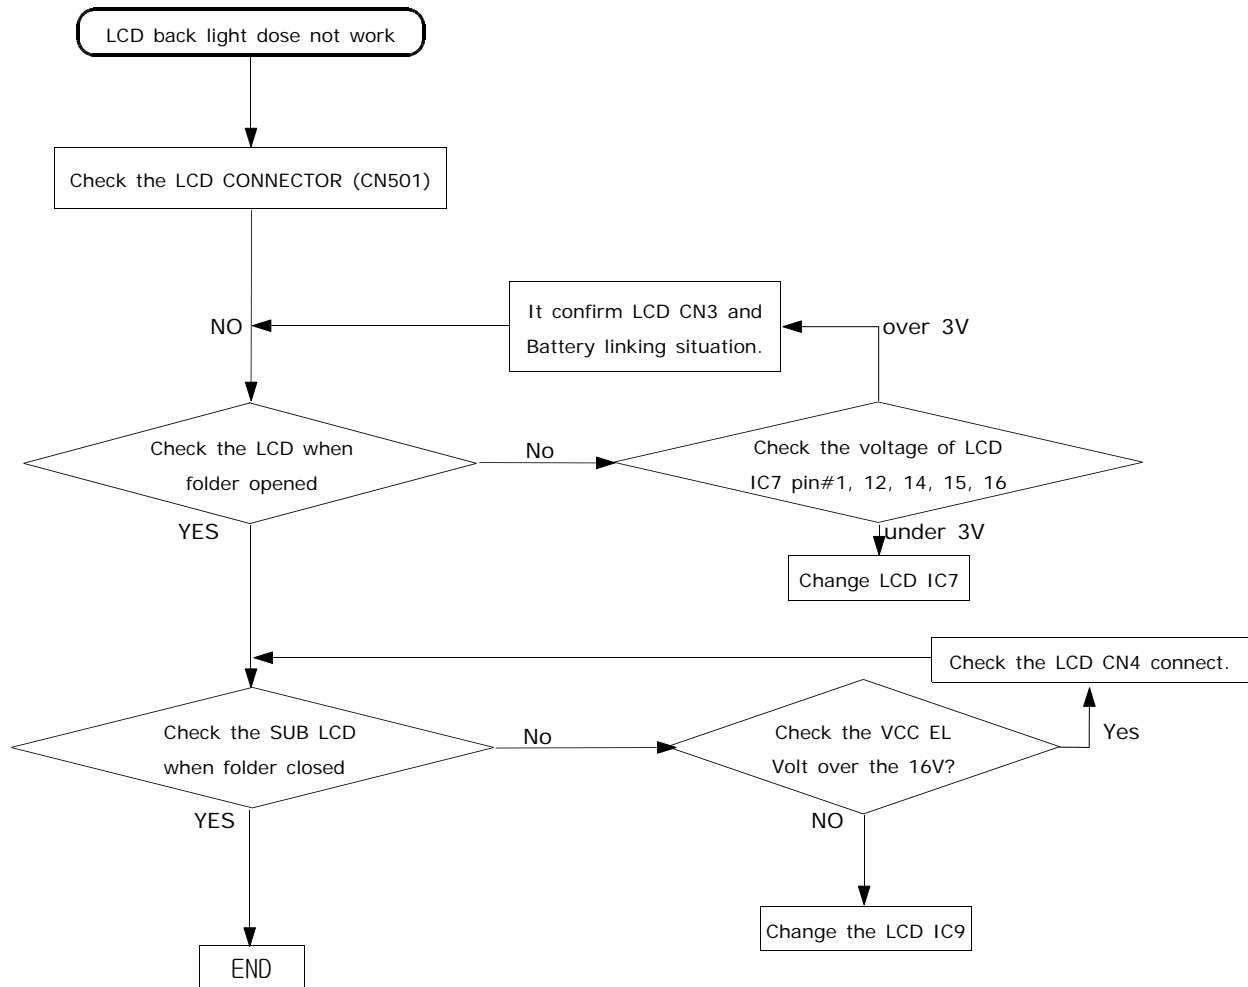 LCD back light dose not work
Check the LCD CONNECTOR (CN501)
It confirm LCD CN3 and
Battery linking situation.
NO
over 3V
Check the LCD when
folder opened
No
Check the voltage of LCD
IC7 pin#1, 12, 14, 15, 16
YES
under 3V
Change LCD IC7
Check the LCD CN4 connect.
Check the SUB LCD
when folder closed
No
Check the VCC EL
Volt over the 16V?
Yes
YES
NO
Change the LCD IC9
END